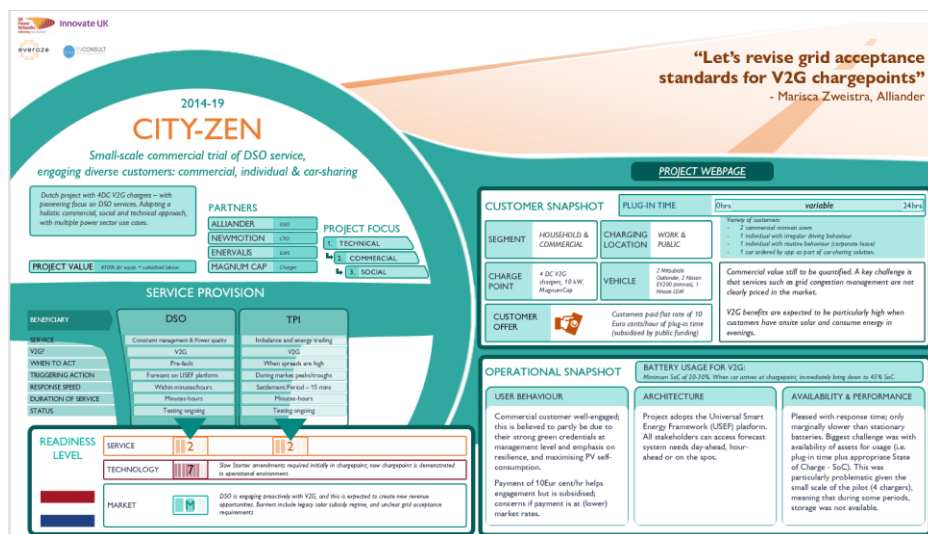 UK Power Networks
Innovate UK
everoze
EVCONSULT
"Let's revise grid acceptance
standards for V2G chargepoints"
- Marisca Zweistra, Alliander
2014-19
CITY-ZEN
Small-scale commercial trial of DSO service,
engaging diverse customers: commercial, individual & car-sharing
Dutch project with 4DC V2G chargers – with
pioneering focus on DSO services. Adopting a
holistic commercial, social and technical approach,
with multiple power sector use cases.
PROJECT VALUE
PARTNERS
ALLIANDER DSO
NEWMOTION CPO
ENERVALIS EMS
MAGNUM CAP Charger
PROJECT FOCUS
1. TECHNICAL
2. COMMERCIAL
3. SOCIAL
SERVICE PROVISION
BENEFICIARY DSO TPI
SERVICE Constraint management & Power quality Imbalance and energy trading
V2G? V2G V2G
WHEN TO ACT Pre-fault When spreads are high
TRIGGERING ACTION Forecast on USEF platform During market peaks/troughs
RESPONSE SPEED Within minutes/hours Settlement Period – 15 mins
DURATION OF SERVICE Minutes-hours Minutes-hours
STATUS Testing ongoing Testing ongoing
READINESS
LEVEL
SERVICE 2 2
TECHNOLOGY 7
Slow Starter amendments required initially in chargepoint, now chargepoint is demonstrated
in operational environment.
MARKET M
DSO is engaging proactively with V2G, and this is expected to create new revenue
opportunities. Barriers include legacy solar subsidy regime, and unclear grid acceptance
requirements
PROJECT WEBPAGE
CUSTOMER SNAPSHOT
PLUG-IN TIME
0hrs variable 24hrs
Variety of customers:
- 2 commercial minivan users
- 1 individual with irregular driving behaviour
- 1 individual with routine behaviour (corporate lease)
- 1 car ordered by app as part of car-sharing solution.
SEGMENT
HOUSEHOLD &
COMMERCIAL
CHARGING
LOCATION
WORK &
PUBLIC
CHARGE
POINT
4 DC V2G
chargers, 10 kW,
MagnumCap
VEHICLE
2 Mitsubishi
Outlander, 2 Nissan
EV200 (minivan), 1
Nissan LEAF
CUSTOMER
OFFER
Customers paid flat rate of 10
Euro cents/hour of plug-in time
(subsidised by public funding)
Commercial value still to be quantified. A key challenge is
that services such as grid congestion management are not
clearly priced in the market.
V2G benefits are expected to be particularly high when
customers have onsite solar and consume energy in
evenings.
OPERATIONAL SNAPSHOT
BATTERY USAGE FOR V2G:
Minimum SoC of 20-30%. When car arrives at chargepoint, immediately bring down to 45% SoC.
USER BEHAVIOUR
Commercial customer well-engaged;
this is believed to partly be due to
their strong green credentials at
management level and emphasis on
resilience, and maximising PV self-
consumption.
Payment of 10Eur cent/hr helps
engagement but is subsidised;
concerns if payment is at (lower)
market rates.
ARCHITECTURE
Project adopts the Universal Smart
Energy Framework (USEF) platform.
All stakeholders can access forecast
system needs day-ahead, hour-
ahead or on the spot.
AVAILABILITY & PERFORMANCE
Pleased with response time; only
marginally slower than stationary
batteries. Biggest challenge was with
availability of assets for usage (i.e.
plug-in time plus appropriate State
of Charge - SoC). This was
particularly problematic given the
small scale of the pilot (4 chargers),
meaning that during some periods,
storage was not available.